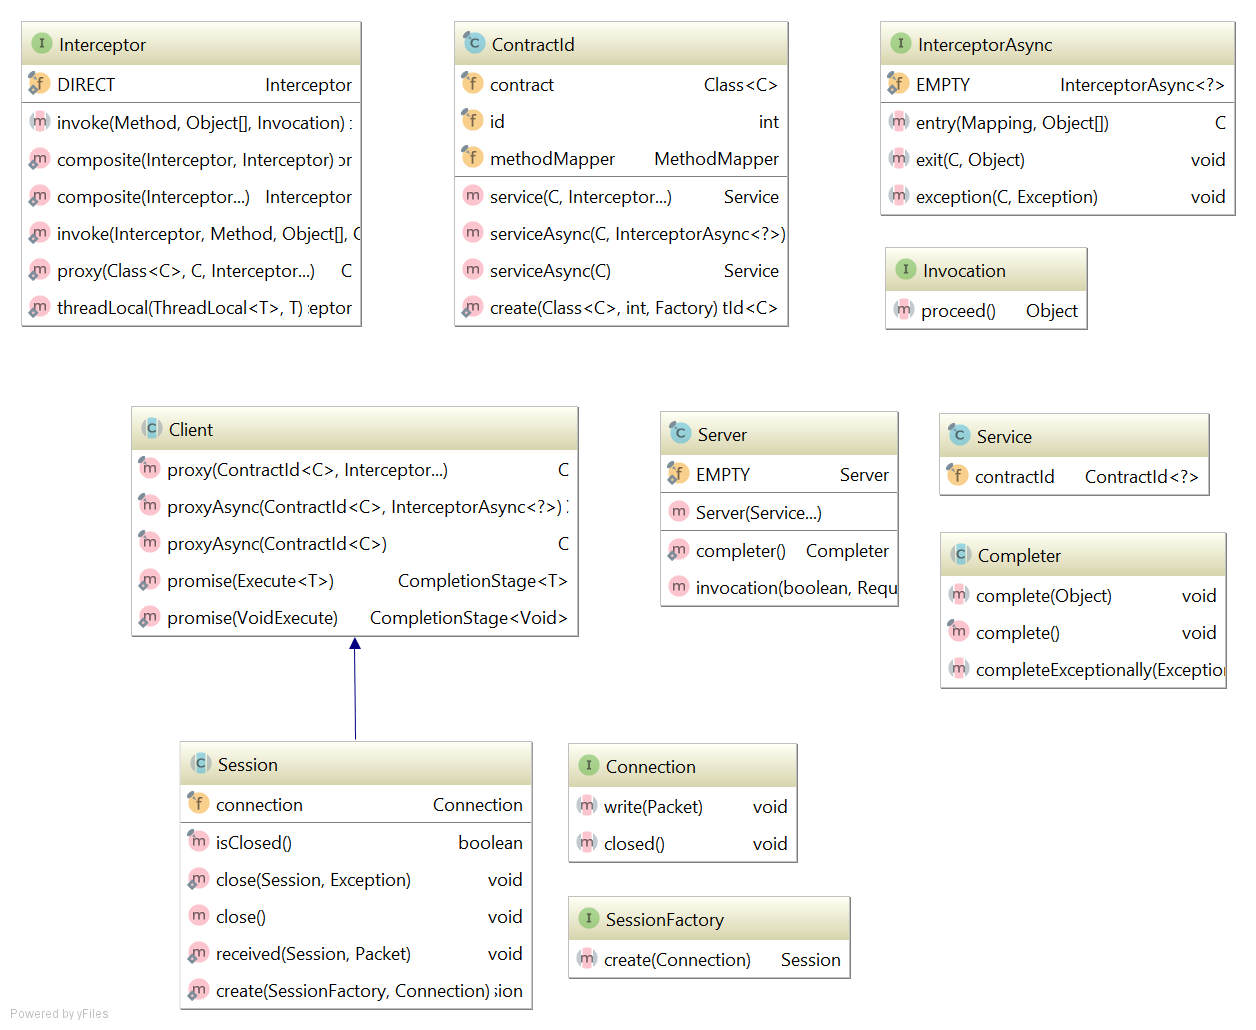 Interceptor
DIRECT Interceptor
invoke(Method, Object[], Invocation) :
composite(Interceptor, Interceptor) or
composite(Interceptor...) Interceptor
invoke(Interceptor, Method, Object[], C
proxy(Class<C>, C, Interceptor...) C
threadLocal(ThreadLocal<T>, T) :eptor
ContractId
contract Class<C>
id int
methodMapper MethodMapper
service(C, Interceptor...) Service
serviceAsync(C, InterceptorAsync<?>)
serviceAsync(C) Service
create(Class<C>, int, Factory) tId<C>
InterceptorAsync
EMPTY InterceptorAsync<?>
entry(Mapping, Object[]) C
exit(C, Object) void
exception(C, Exception) void
Invocation
proceed() Object
Client
proxy(ContractId<C>, Interceptor...) C
proxyAsync(ContractId<C>, InterceptorAsync<?>)
proxyAsync(ContractId<C>) C
promise(Execute<T>) CompletionStage<T>
promise(VoidExecute) CompletionStage<Void>
Server
EMPTY Server
Server(Service...)
completer() Completer
invocation(boolean, Requ
Service
contractId ContractId<?>
Completer
complete(Object) void
complete() void
completeExceptionally(Exception
Session
connection Connection
isClosed() boolean
close(Session, Exception) void
close() void
received(Session, Packet) void
create(SessionFactory, Connection) sion
Connection
write(Packet) void
closed() void
SessionFactory
create(Connection) Session
Powered by yFiles